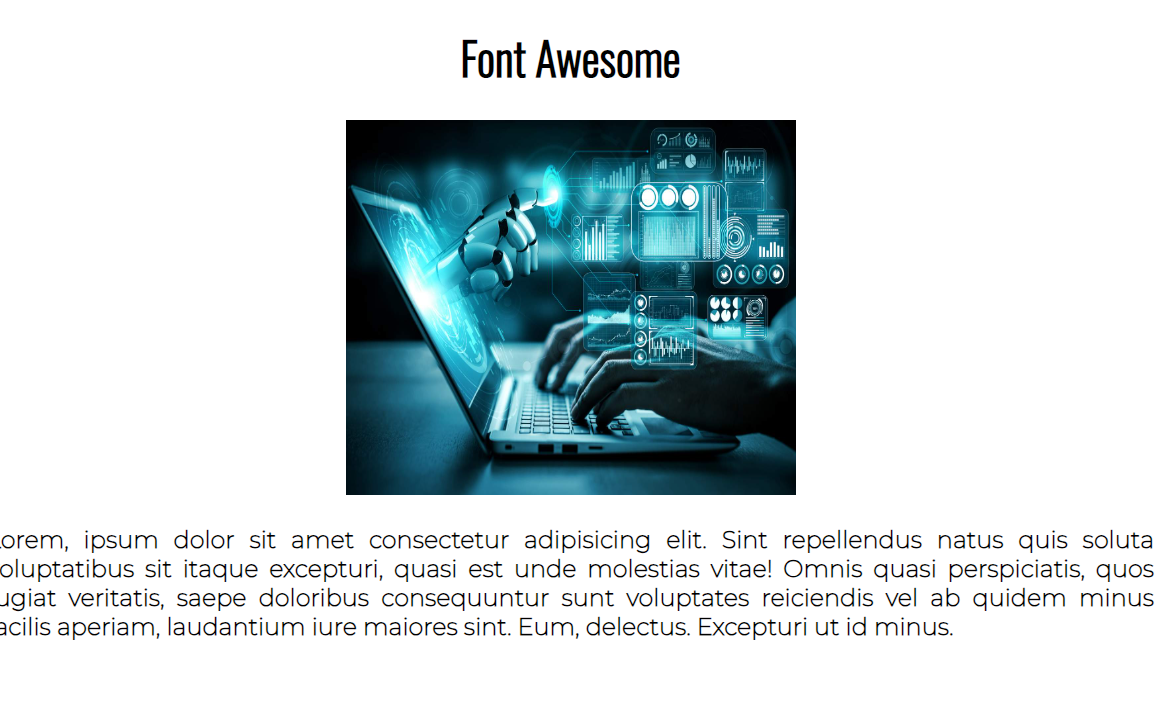 Font Awesome
orem, ipsum dolor sit amet consectetur adipisicing elit. Sint repellendus natus quis soluta
oluptatibus sit itaque excepturi, quasi est unde molestias vitae! Omnis quasi perspiciatis, quos
ugiat veritatis, saepe doloribus consequuntur sunt voluptates reiciendis vel ab quidem minus
acilis aperiam, laudantium iure maiores sint. Eum, delectus. Excepturi ut id minus.